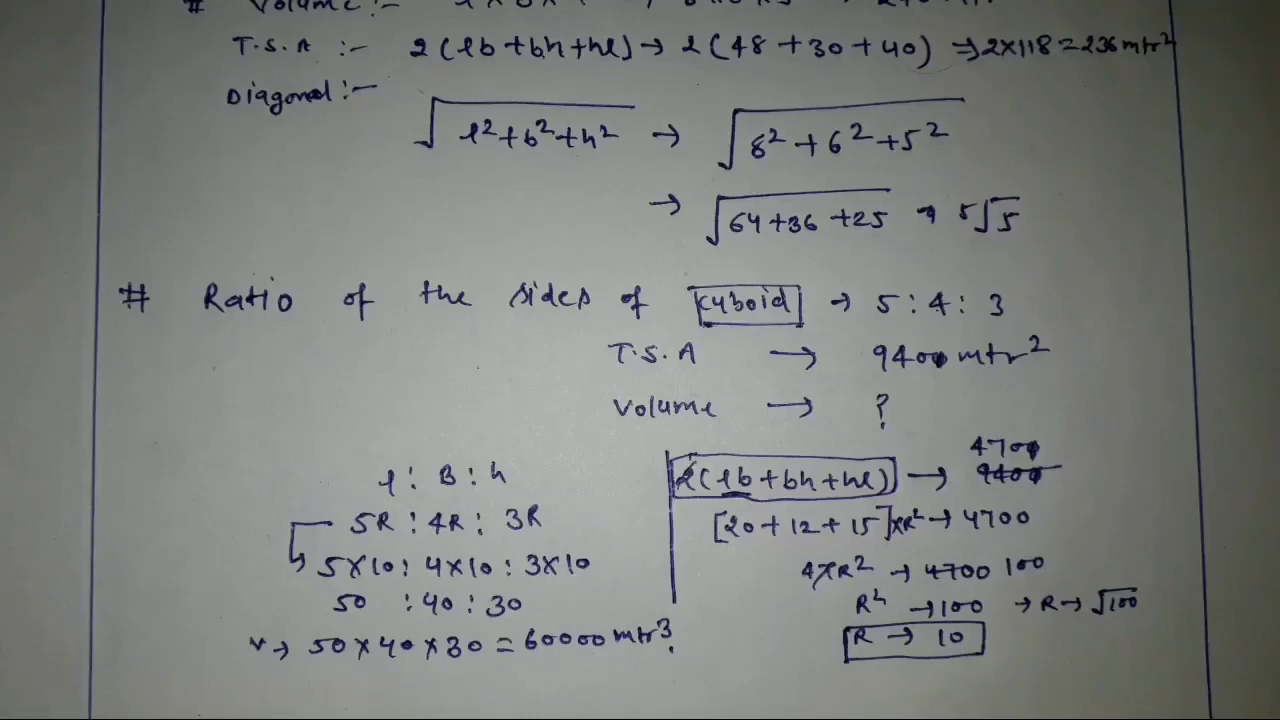 # Volume :-
T.S.A :- 2(lb+bh+hl) → 2(48+30+40) ⇒ 2×118=236 mtr²
Diagonal :-
√l²+b²+h² → √8²+6²+5²
→ √64+36+25 → 5√5
# Ratio of the sides of cuboid → 5:4:3
T.S.A → 9400 mtr²
Volume → ?
l : B : h
5R : 4R : 3R
5×10 : 4×10 : 3×10
50 : 40 : 30
V → 50×40×30 = 60000 mtr³.
4700
2(lb+bh+hl) → 9400
[20+12+15]×R² → 4700
47R² → 4700 100
R² → 100 → R → √100
R → 10